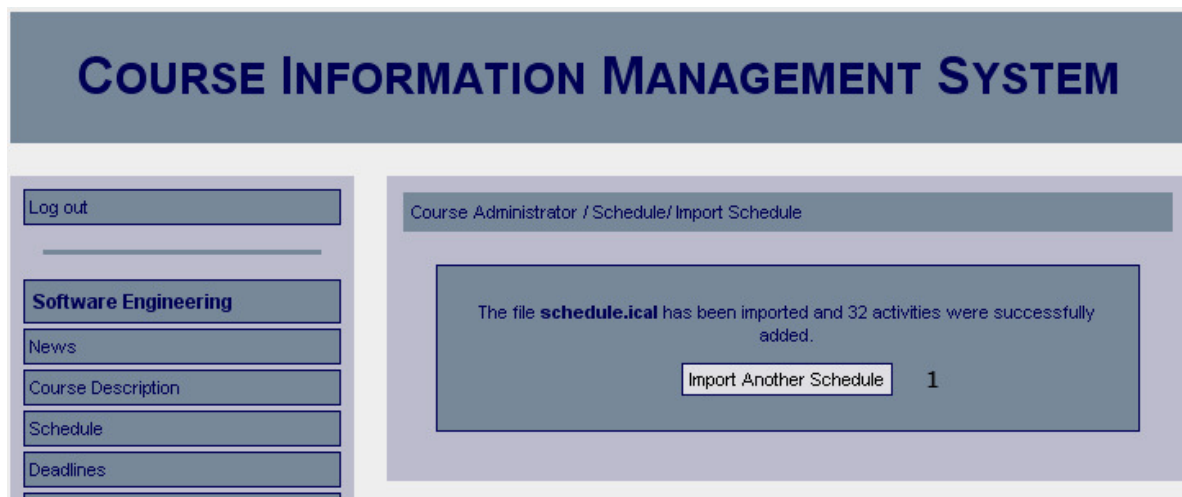 COURSE INFORMATION MANAGEMENT SYSTEM
Log out
Software Engineering
News
Course Description
Schedule
Deadlines
Course Administrator / Schedule/ Import Schedule
The file schedule.ical has been imported and 32 activities were successfully
added.
Import Another Schedule 1